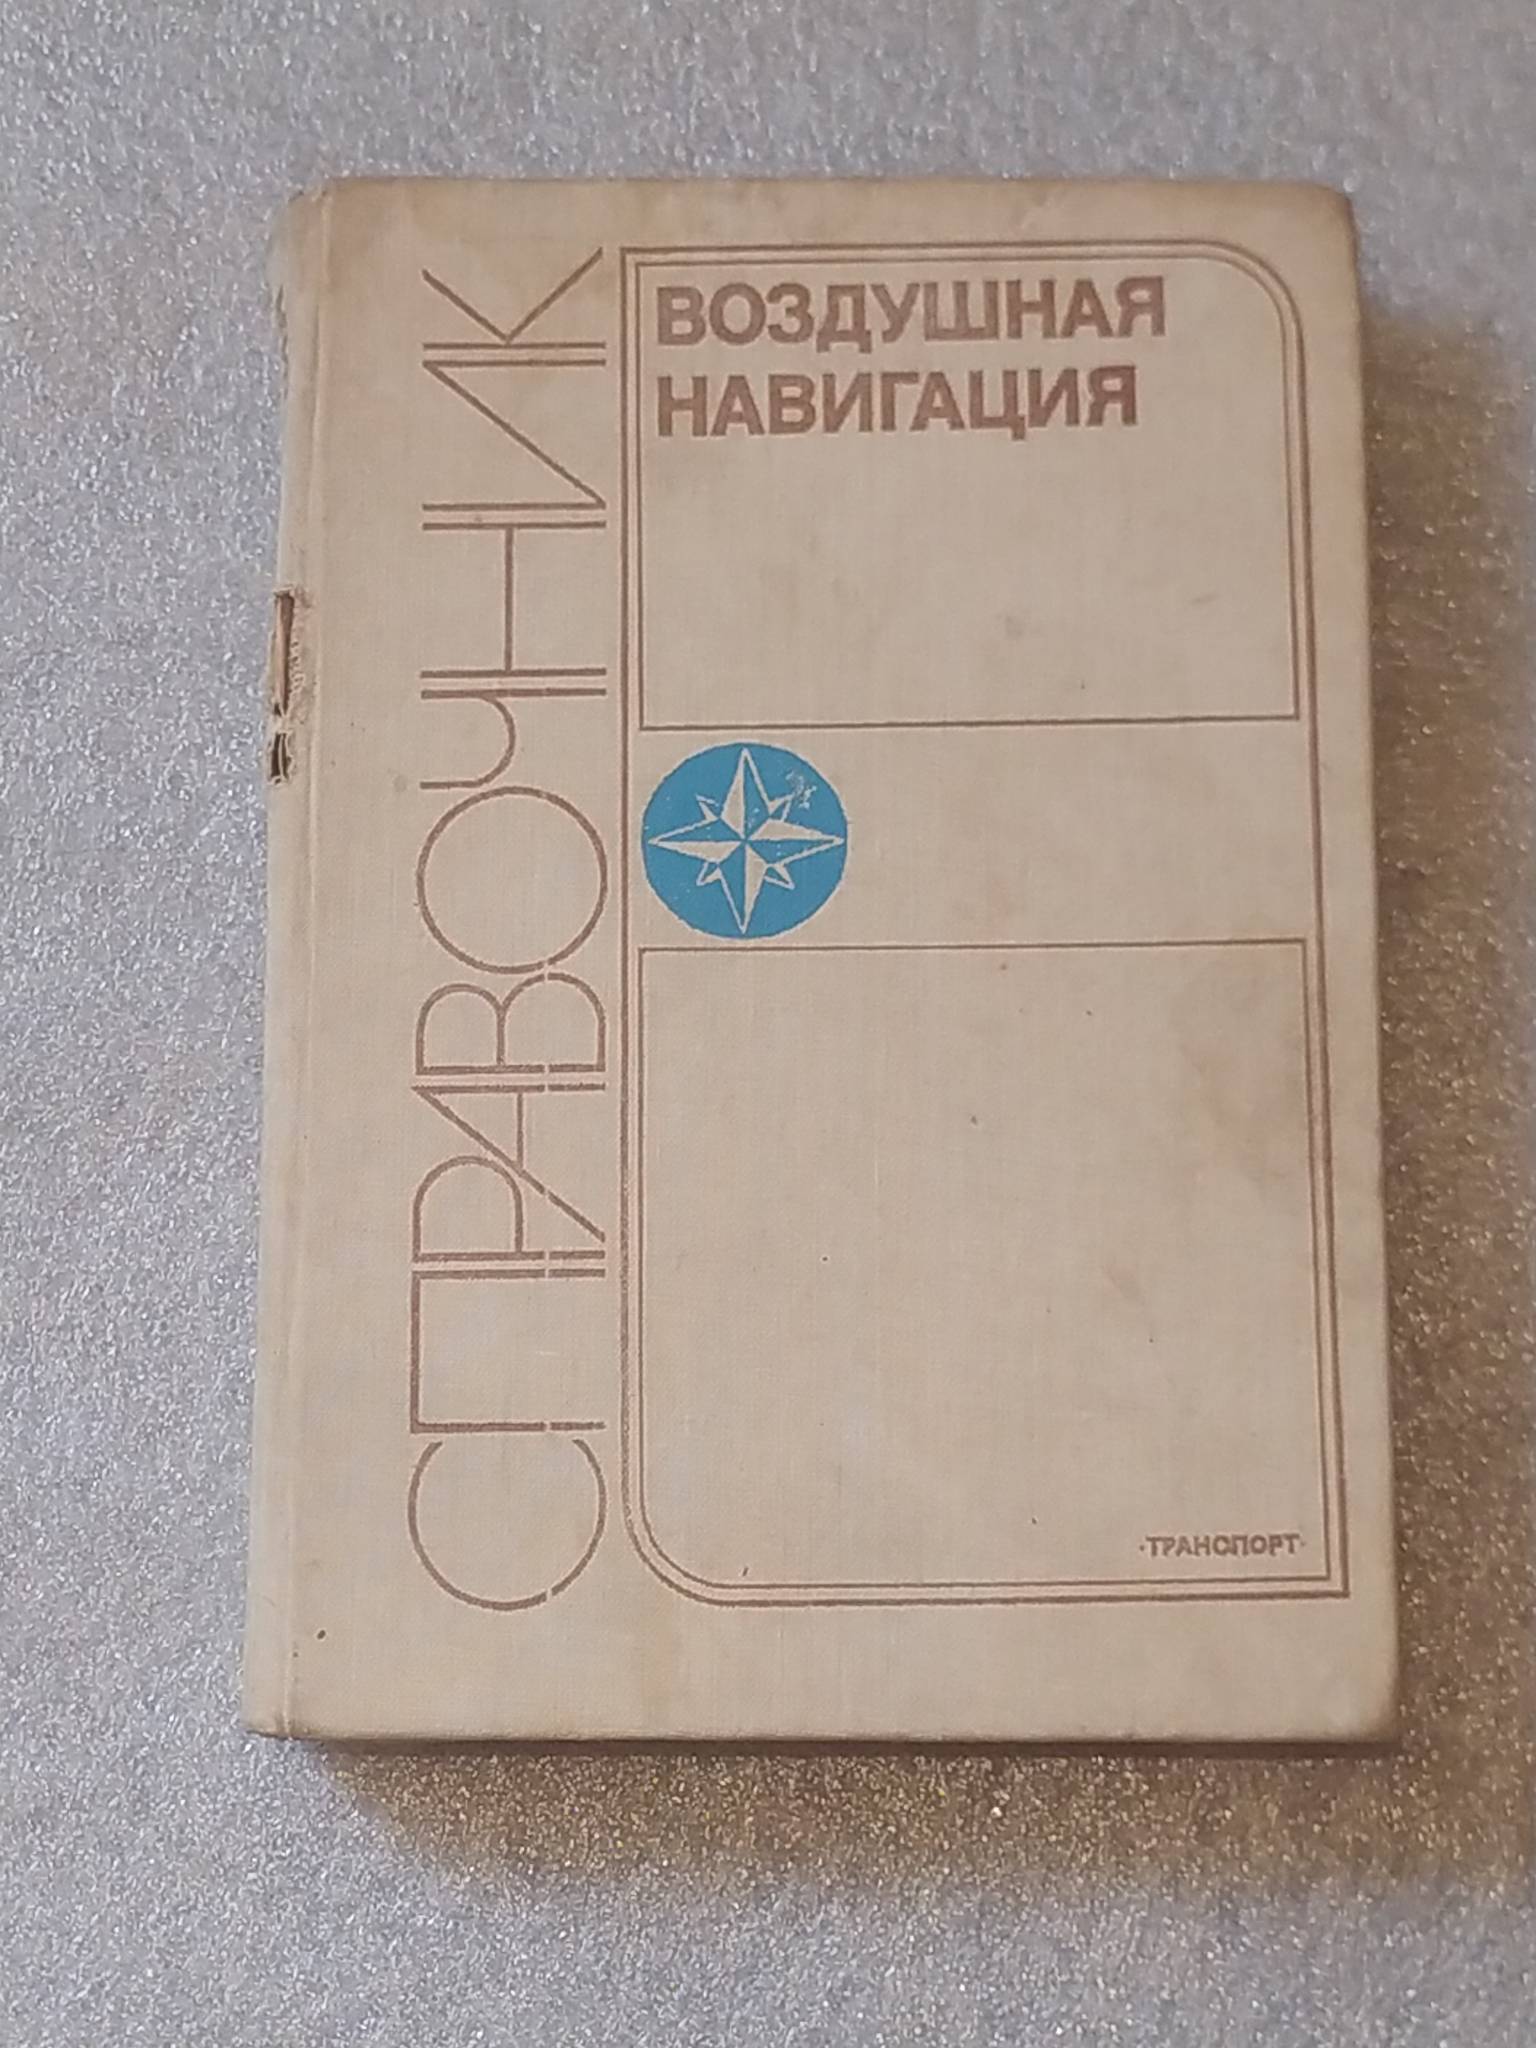 СПРАВОЧНИК
ВОЗДУШНАЯ
НАВИГАЦИЯ
·ТРАНСПОРТ·